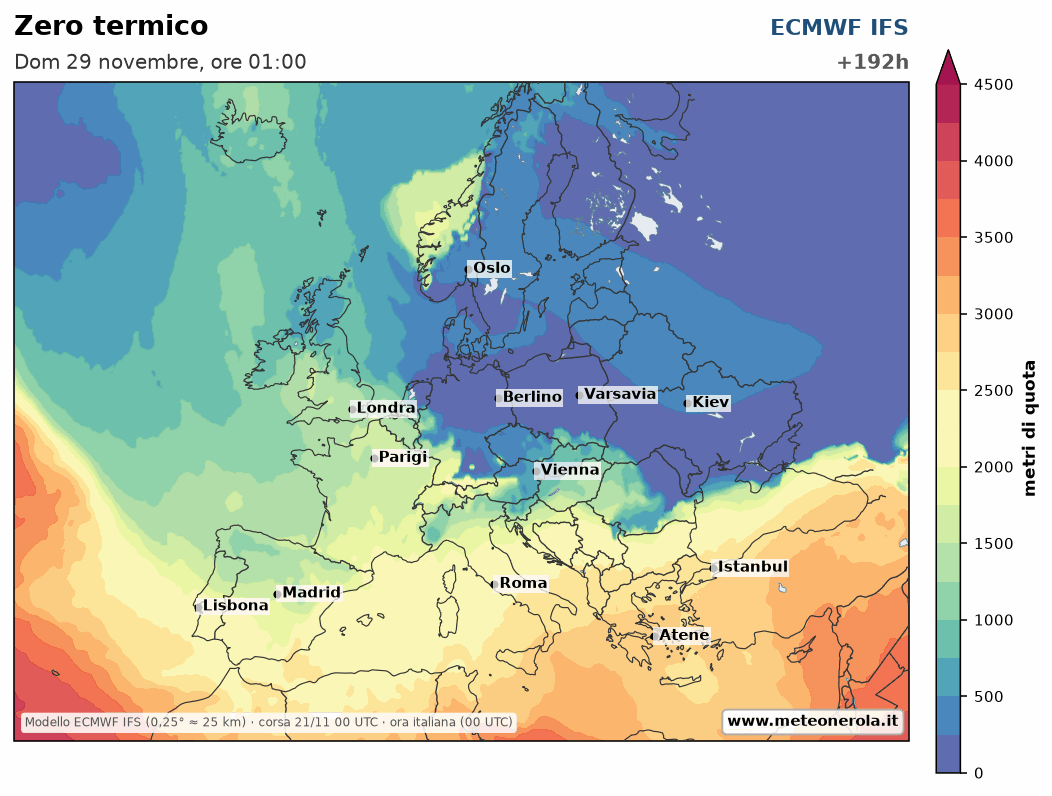 Zero termico
ECMWF IFS
Dom 29 novembre, ore 01:00
+192h
4500
4000
3500
3000
2500
2000
1500
1000
500
0
metri di quota
Oslo
Londra
Berlino
Varsavia
Kiev
Parigi
Vienna
Lisbona
Madrid
Roma
Istanbul
Atene
Modello ECMWF IFS (0,25° ≈ 25 km) · corsa 21/11 00 UTC · ora italiana (00 UTC)
www.meteonerola.it